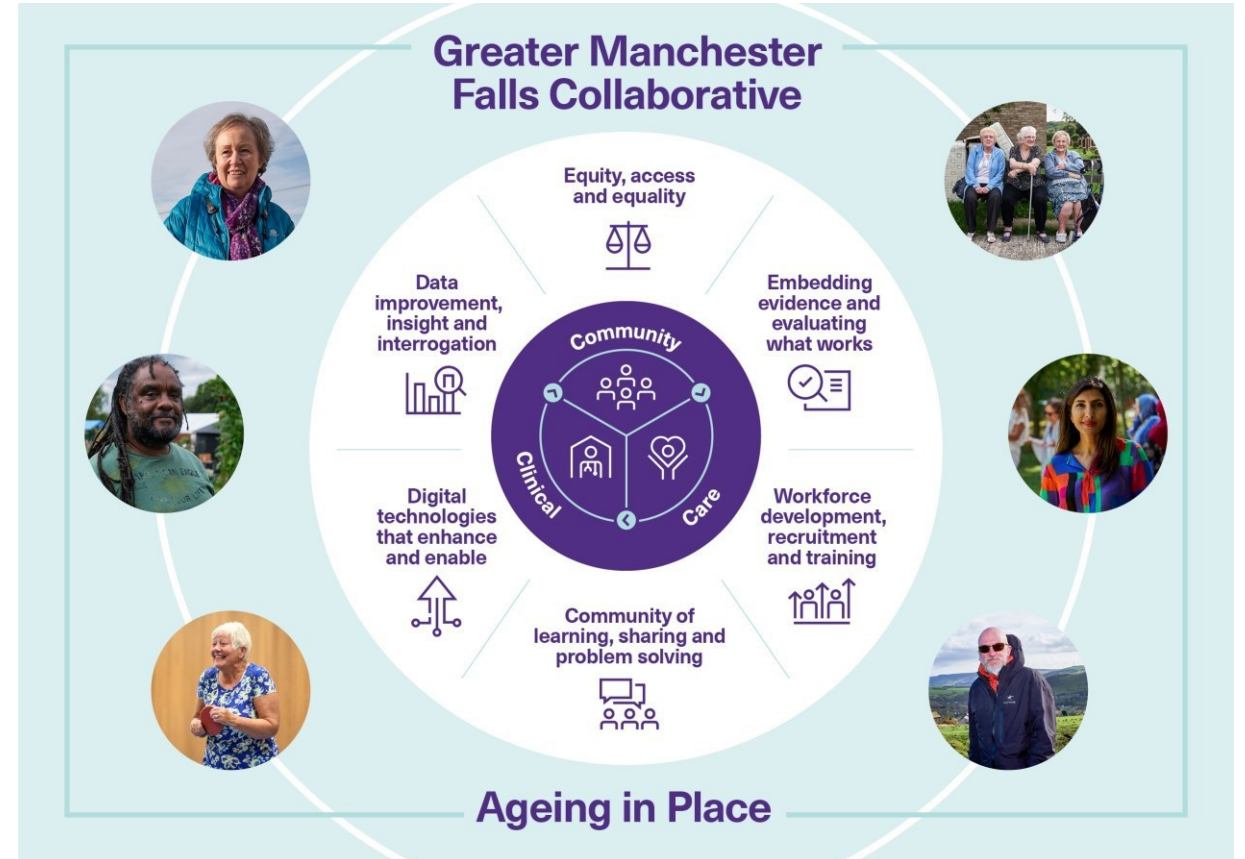 Greater Manchester
Falls Collaborative
Equity, access
and equality
Data
improvement,
insight and
interrogation
Embedding
evidence and
evaluating
what works
Community
Clinical
Care
Digital
technologies
that enhance
and enable
Workforce
development,
recruitment
and training
Community of
learning, sharing and
problem solving
Ageing in Place